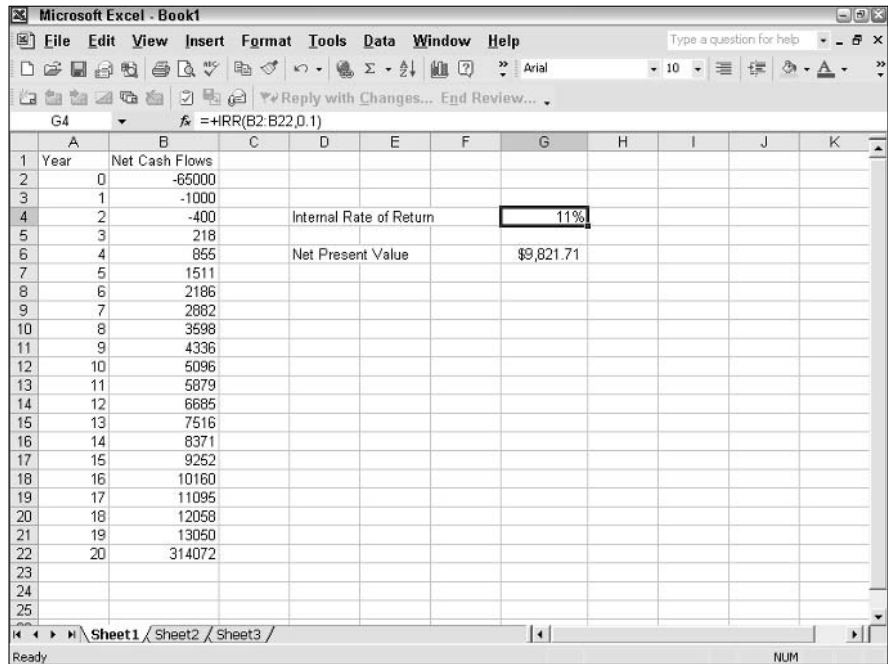 Microsoft Excel - Book1
File Edit View Insert Format Tools Data Window Help Type a question for help
Arial 10
Reply with Changes... End Review...
G4 fx =+IRR(B2:B22,0.1)
A B C D E F G H I J K
1 Year Net Cash Flows
2 0 -65000
3 1 -1000
4 2 -400 Internal Rate of Return 11%
5 3 218
6 4 855 Net Present Value $9,821.71
7 5 1511
8 6 2186
9 7 2882
10 8 3598
11 9 4336
12 10 5096
13 11 5879
14 12 6685
15 13 7516
16 14 8371
17 15 9252
18 16 10160
19 17 11095
20 18 12058
21 19 13050
22 20 314072
23
24
25
Sheet1 Sheet2 Sheet3
Ready NUM